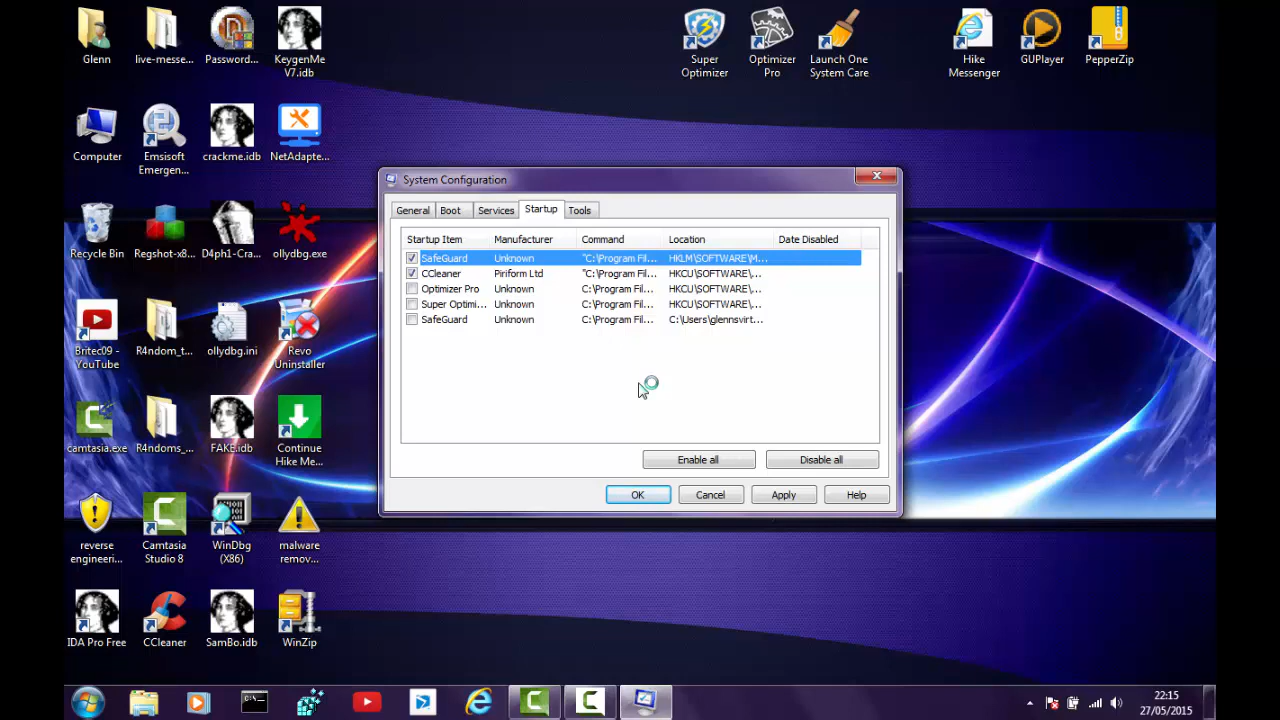 Glenn
live-messe...
Password...
KeygenMe
V7.idb
Super
Optimizer
Optimizer
Pro
Launch One
System Care
Hike
Messenger
GUPlayer
PepperZip
Computer
Emsisoft
Emergen...
crackme.idb
NetAdapte...
Recycle Bin
Regshot-x8...
D4ph1-Cra...
ollydbg.exe
Britec09 -
YouTube
R4ndom_t...
ollydbg.ini
Revo
Uninstaller
camtasia.exe
R4ndoms_...
FAKE.idb
Continue
Hike Me...
reverse
engineeri...
Camtasia
Studio 8
WinDbg
(X86)
malware
remov...
IDA Pro Free
CCleaner
SamBo.idb
WinZip
System Configuration
General Boot Services Startup Tools
Startup Item Manufacturer Command Location Date Disabled
SafeGuard Unknown "C:\Program Fil... HKLM\SOFTWARE\M...
CCleaner Piriform Ltd "C:\Program Fil... HKCU\SOFTWARE\...
Optimizer Pro Unknown C:\Program Fil... HKCU\SOFTWARE\...
Super Optimi... Unknown C:\Program Fil... HKCU\SOFTWARE\...
SafeGuard Unknown C:\Program Fil... C:\Users\glennsvirt...
Enable all Disable all
OK Cancel Apply Help
22:15
27/05/2015